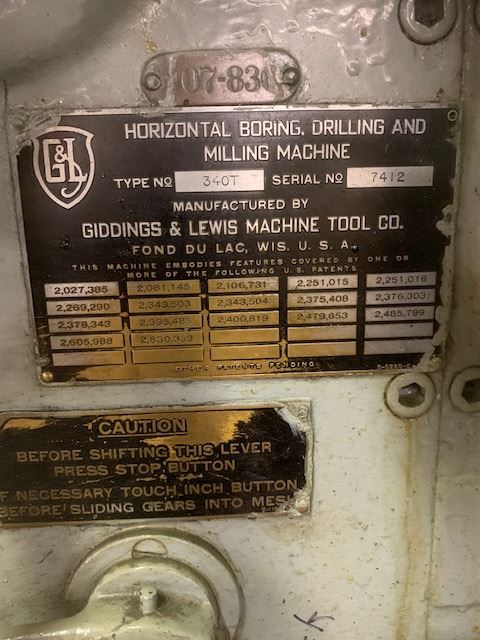 G&L
HORIZONTAL BORING, DRILLING AND
MILLING MACHINE
TYPE NO 340T SERIAL NO 7412
MANUFACTURED BY
GIDDINGS & LEWIS MACHINE TOOL CO.
FOND DU LAC, WIS. U. S. A.
THIS MACHINE EMBODIES FEATURES COVERED BY ONE OR
MORE OF THE FOLLOWING U.S. PATENTS
2,027,385 2,081,145 2,106,731 2,251,015 2,251,016
2,269,290 2,343,503 2,343,504 2,375,408 2,376,303
2,378,343 2,395,485 2,409,819 2,479,653 2,485,799
2,605,988 2,630,333
OTHER PATENTS PENDING
CAUTION
BEFORE SHIFTING THIS LEVER
PRESS STOP BUTTON
IF NECESSARY TOUCH INCH BUTTON
BEFORE SLIDING GEARS INTO MESH